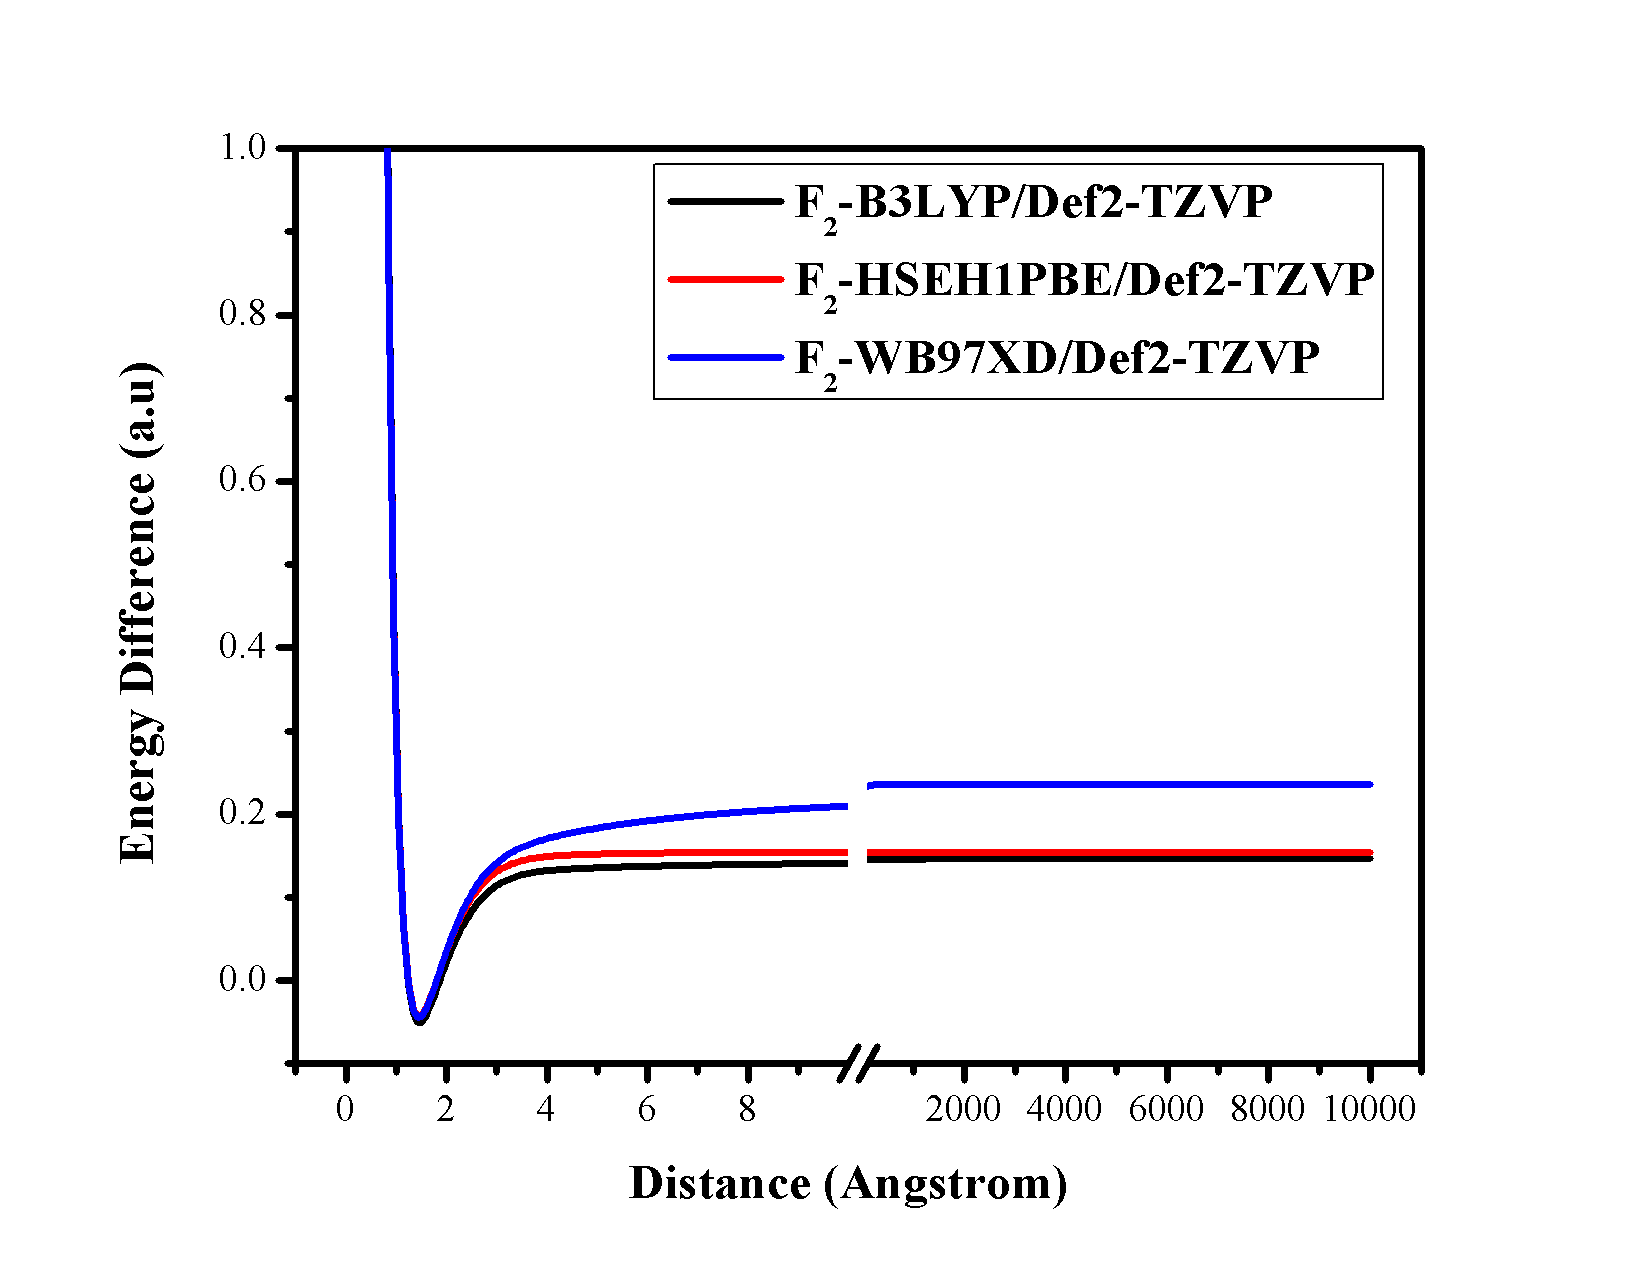 F2-B3LYP/Def2-TZVP
F2-HSEH1PBE/Def2-TZVP
F2-WB97XD/Def2-TZVP
Energy Difference (a.u)
1.0
0.8
0.6
0.4
0.2
0.0
0 2 4 6 8 2000 4000 6000 8000 10000
Distance (Angstrom)